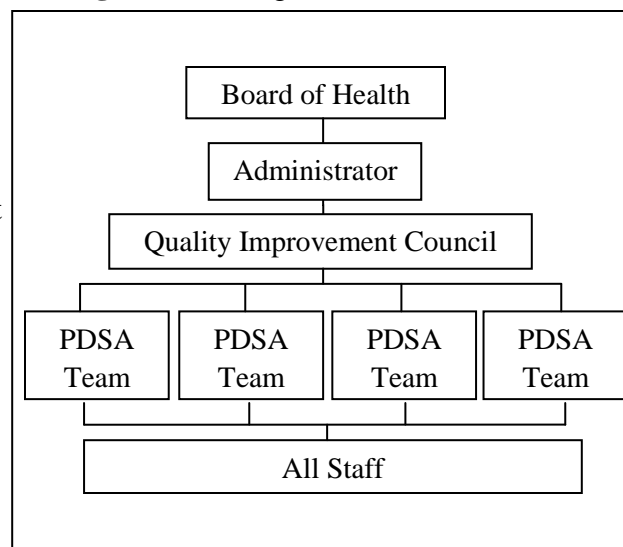 Board of Health
Administrator
Quality Improvement Council
PDSA
Team
PDSA
Team
PDSA
Team
PDSA
Team
All Staff